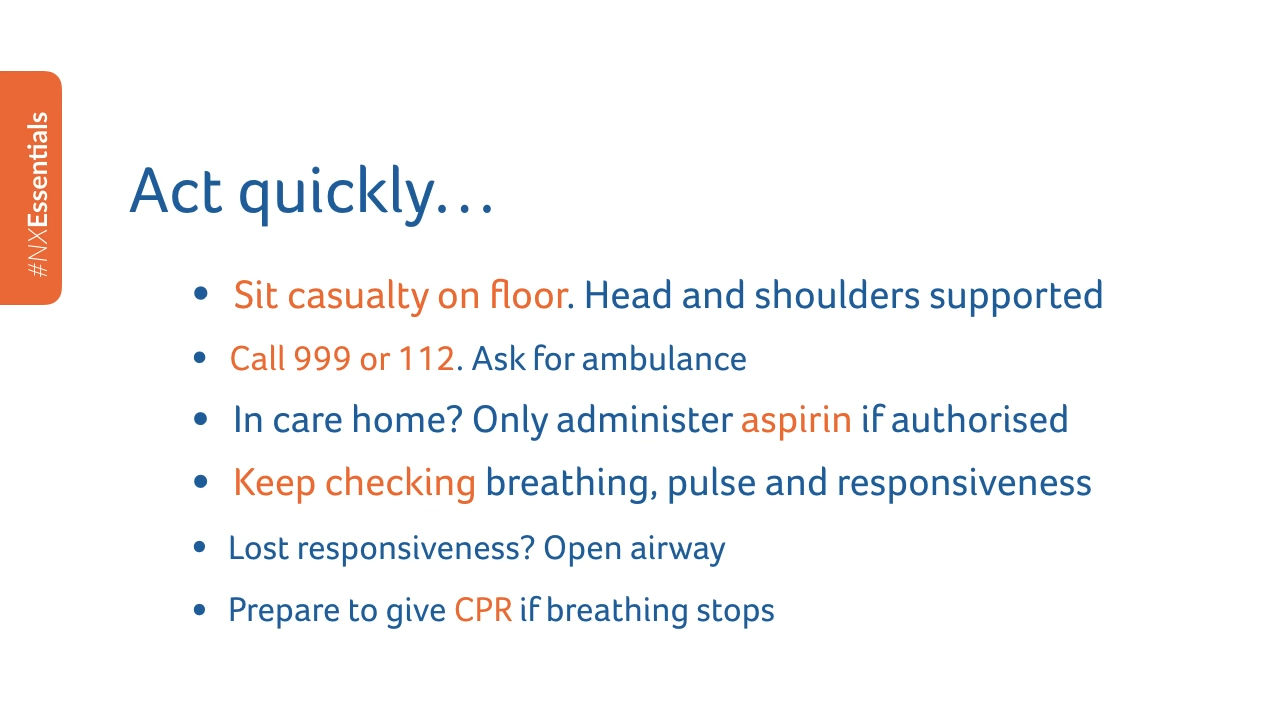 #NXEssentials
Act quickly...
• Sit casualty on floor. Head and shoulders supported
• Call 999 or 112. Ask for ambulance
• In care home? Only administer aspirin if authorised
• Keep checking breathing, pulse and responsiveness
• Lost responsiveness? Open airway
• Prepare to give CPR if breathing stops